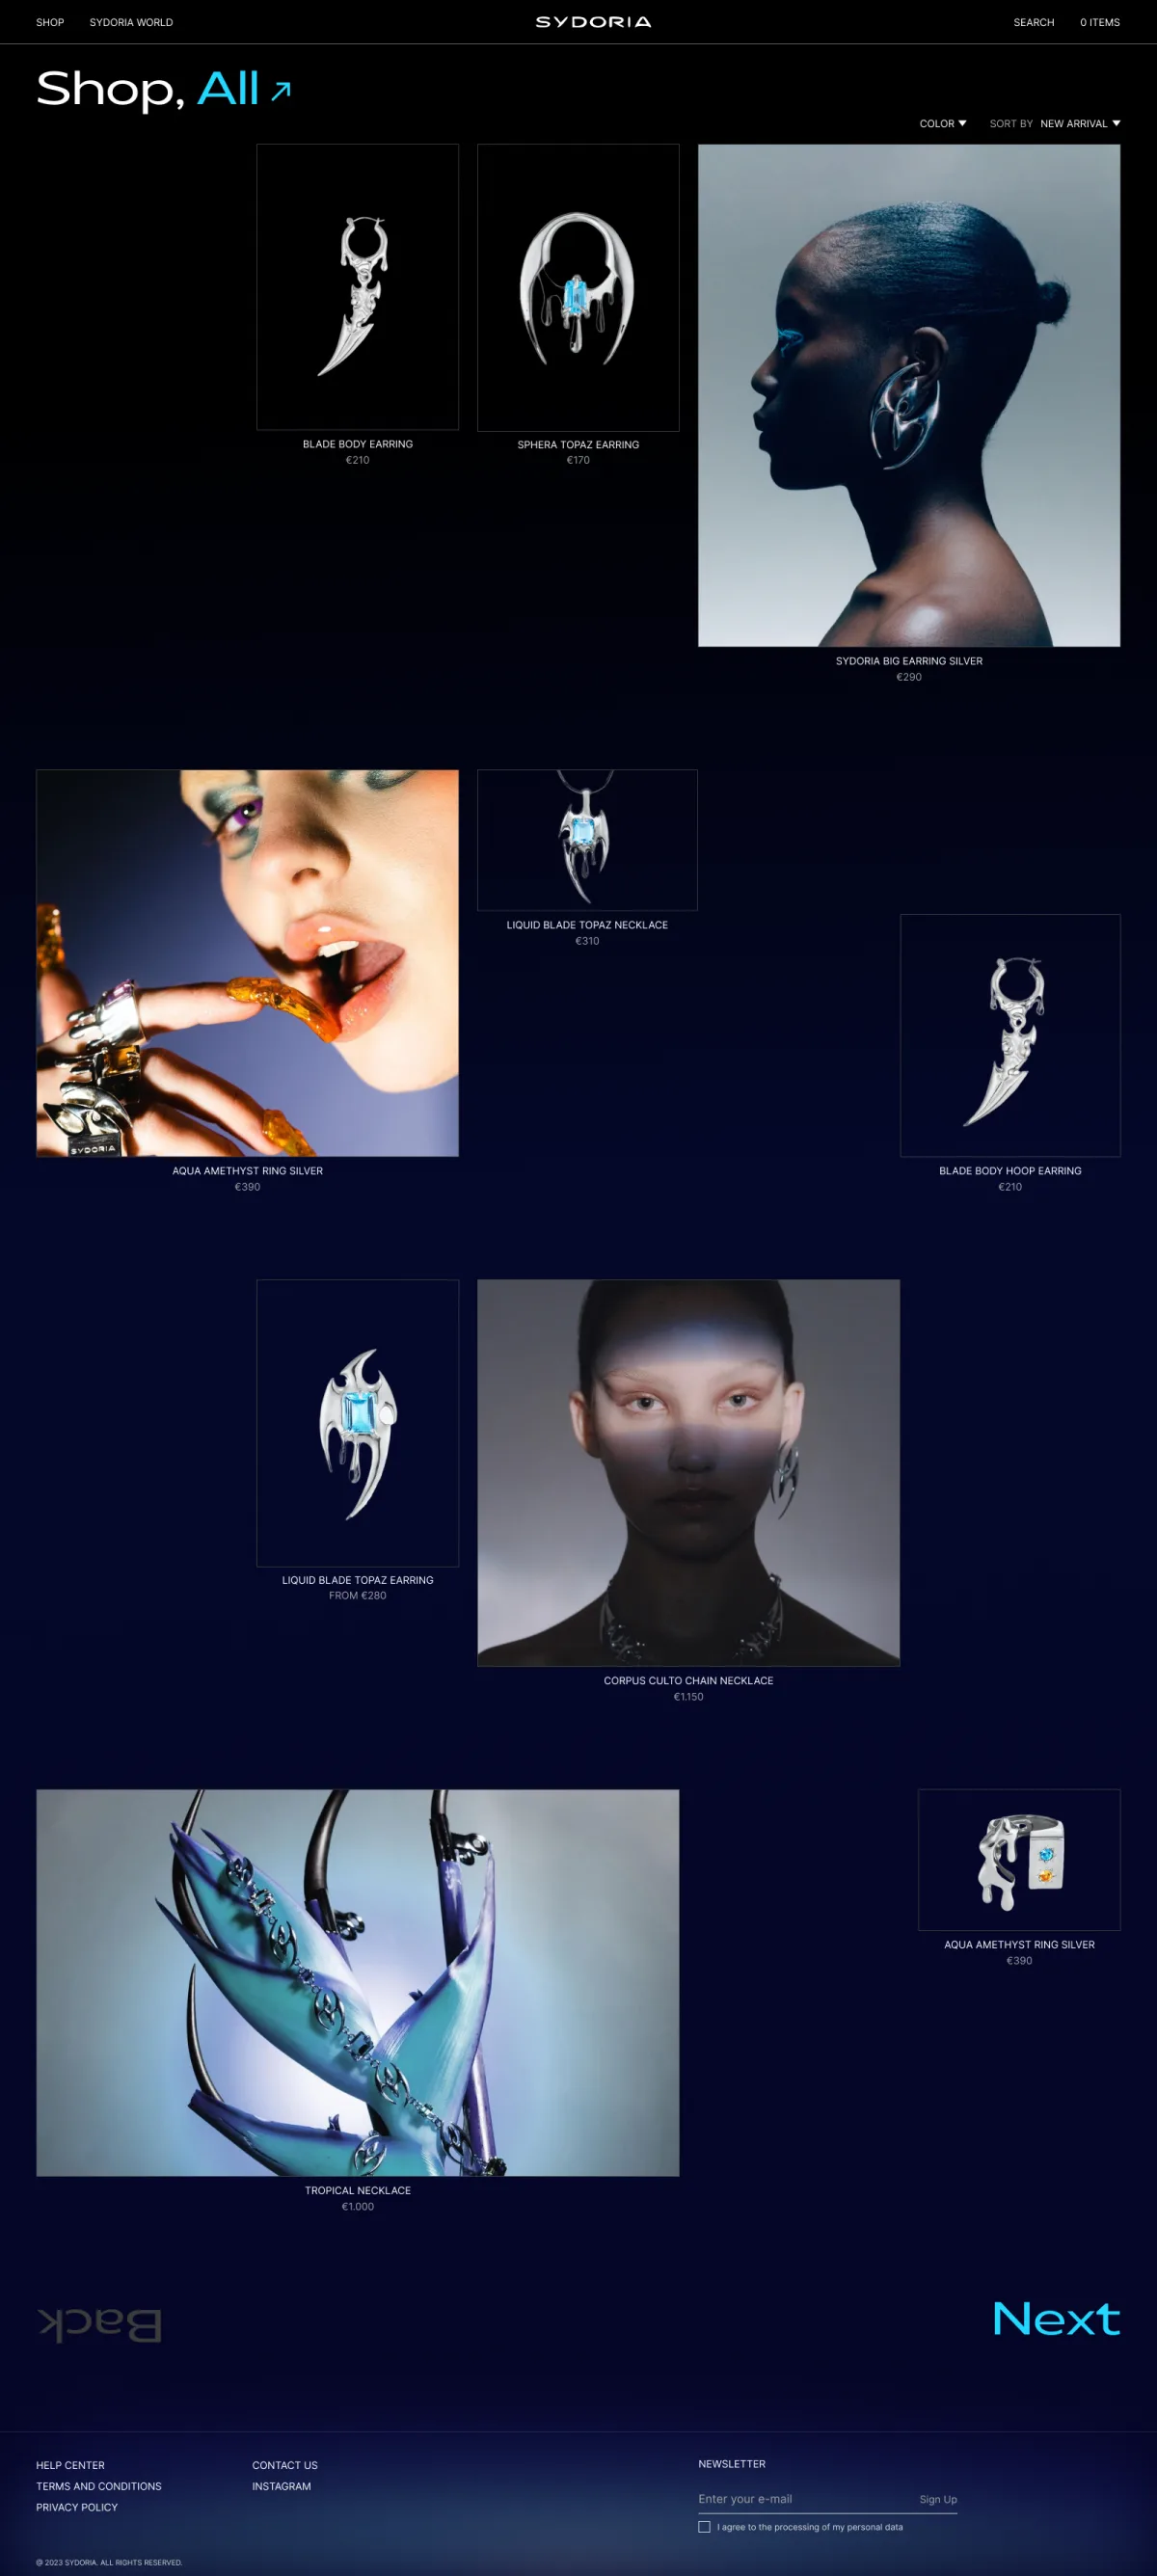 SHOP
SYDORIA WORLD
SYDORIA
SEARCH
0 ITEMS
Shop, All
COLOR
SORT BY NEW ARRIVAL
BLADE BODY EARRING
€210
SPHERA TOPAZ EARRING
€170
SYDORIA BIG EARRING SILVER
€290
SYDORIA
AQUA AMETHYST RING SILVER
€390
LIQUID BLADE TOPAZ NECKLACE
€310
BLADE BODY HOOP EARRING
€210
LIQUID BLADE TOPAZ EARRING
FROM €280
CORPUS CULTO CHAIN NECKLACE
€1.150
TROPICAL NECKLACE
€1.000
AQUA AMETHYST RING SILVER
€390
Back
Next
HELP CENTER
TERMS AND CONDITIONS
PRIVACY POLICY
CONTACT US
INSTAGRAM
NEWSLETTER
Enter your e-mail
Sign Up
I agree to the processing of my personal data
@ 2023 SYDORIA. ALL RIGHTS RESERVED.